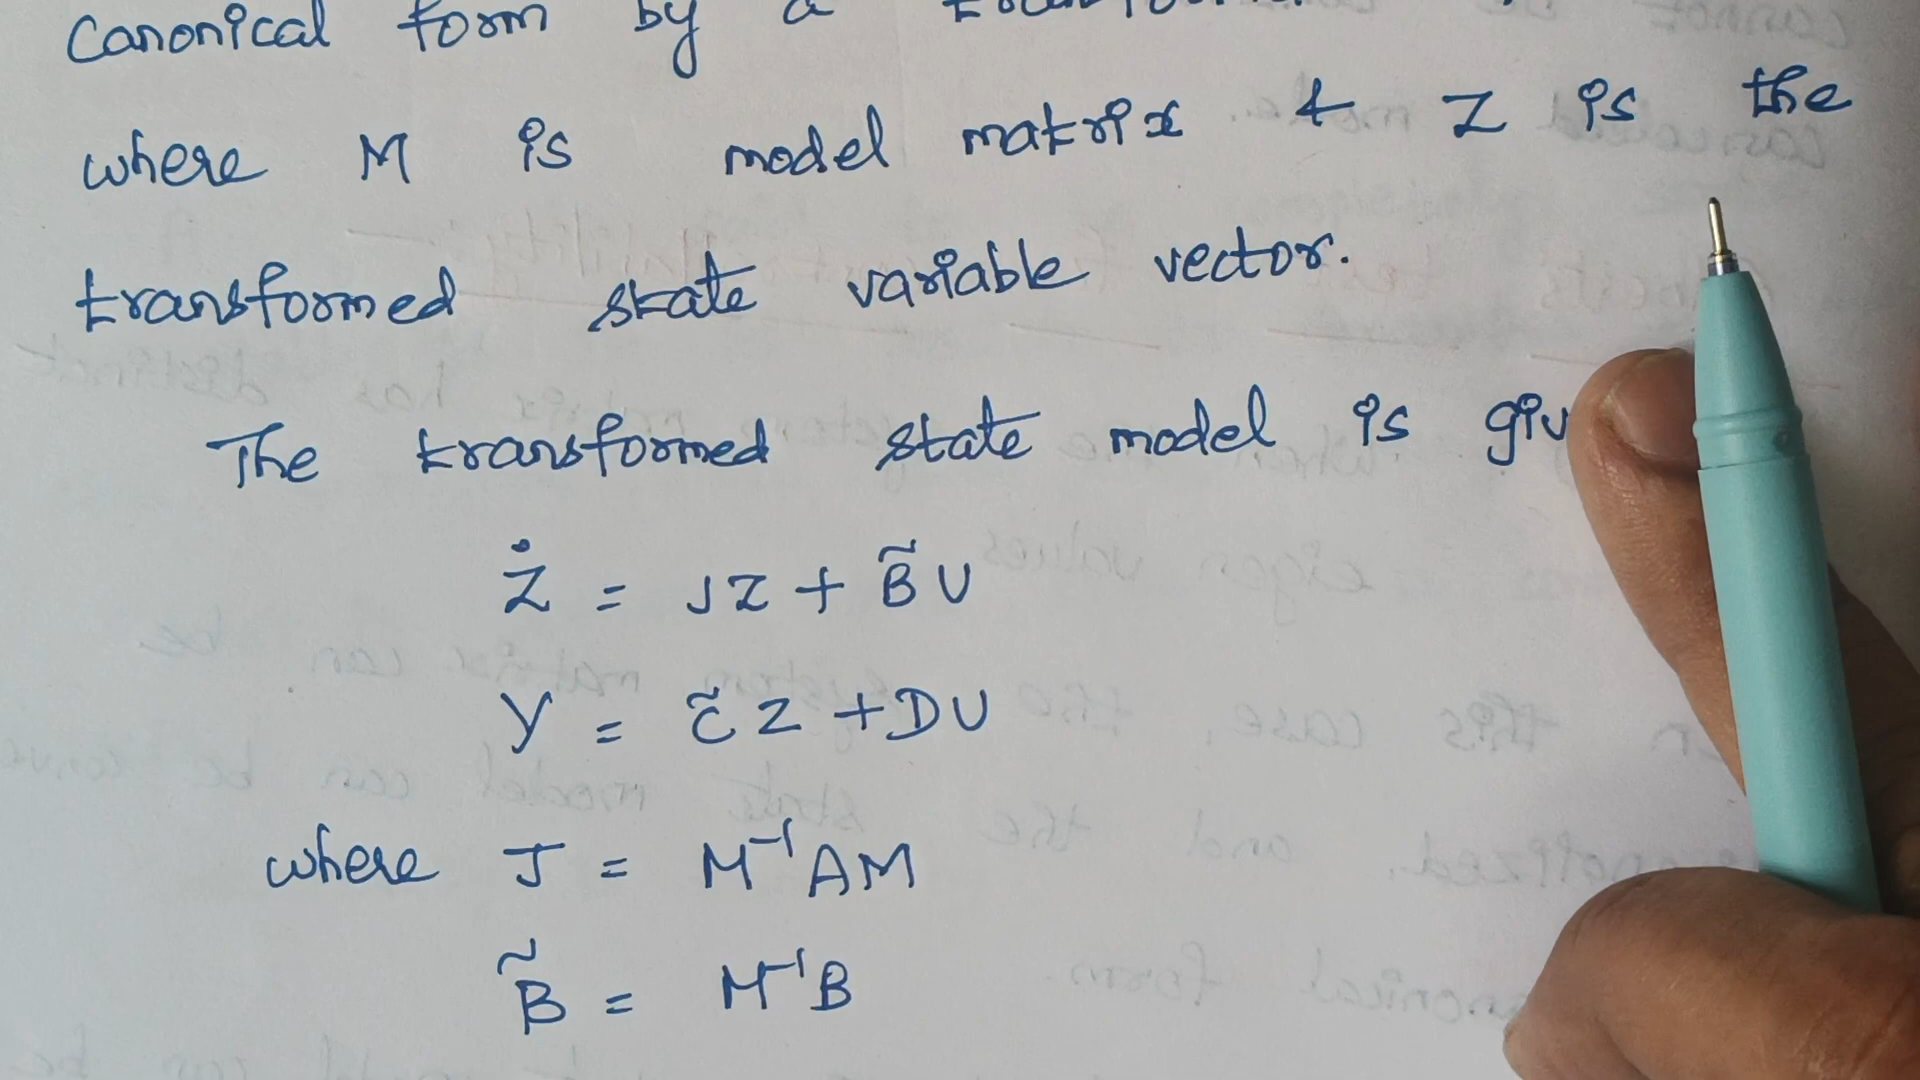 canonical form by a
where M is model matrix & Z is the
transformed state variable vector.
The transformed state model is giv
Ż = JZ + B̃U
Y = C̃Z + DU
where J = M⁻¹AM
B̃ = M⁻¹B